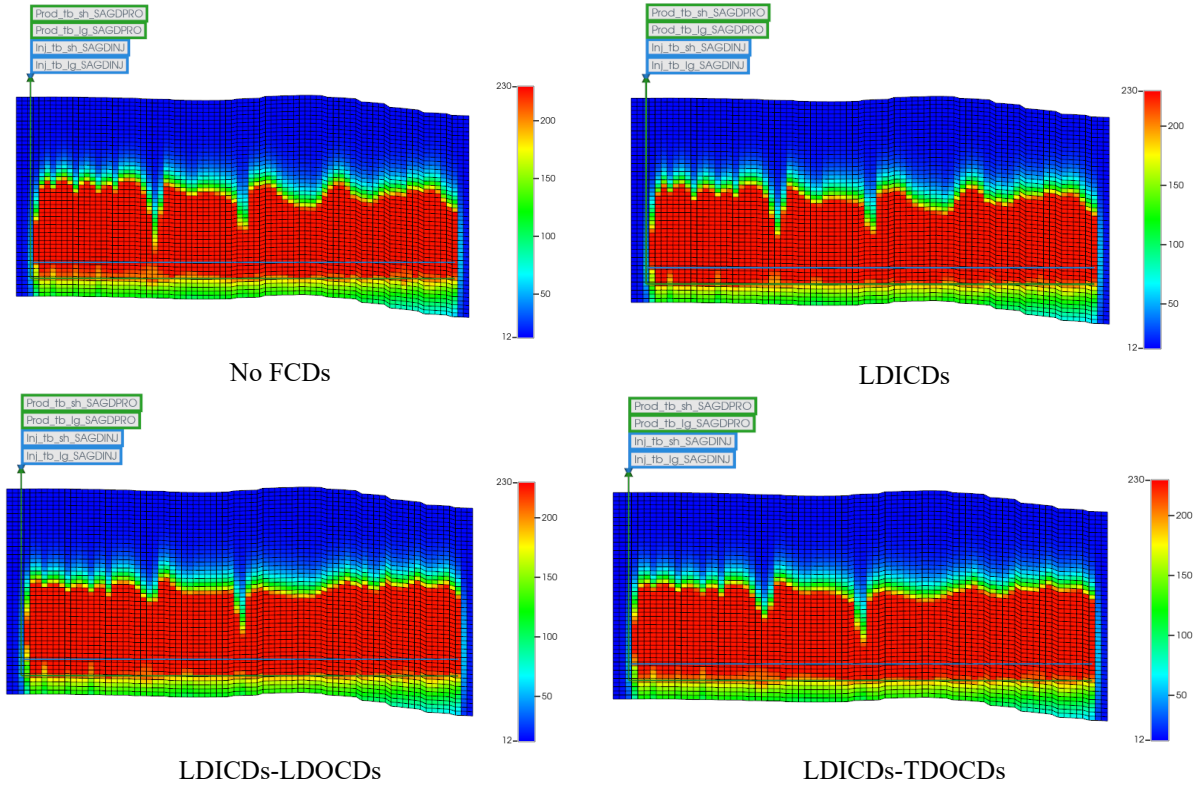 Prod_tb_sh_SAGDPRO
Prod_tb_lg_SAGDPRO
Inj_tb_sh_SAGDINJ
Inj_tb_lg_SAGDINJ
230
200
150
100
50
12
No FCDs
Prod_tb_sh_SAGDPRO
Prod_tb_lg_SAGDPRO
Inj_tb_sh_SAGDINJ
Inj_tb_lg_SAGDINJ
230
200
150
100
50
12
LDICDs
Prod_tb_sh_SAGDPRO
Prod_tb_lg_SAGDPRO
Inj_tb_sh_SAGDINJ
Inj_tb_lg_SAGDINJ
230
200
150
100
50
12
LDICDs-LDOCDs
Prod_tb_sh_SAGDPRO
Prod_tb_lg_SAGDPRO
Inj_tb_sh_SAGDINJ
Inj_tb_lg_SAGDINJ
230
200
150
100
50
12
LDICDs-TDOCDs